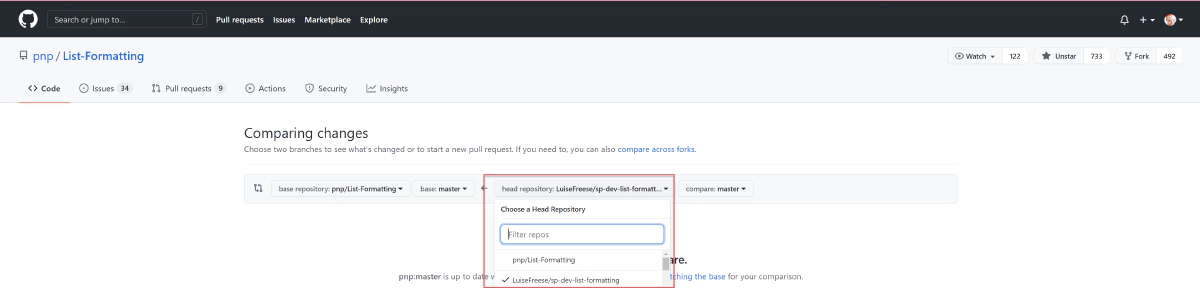 Search or jump to... /
Pull requests Issues Marketplace Explore
pnp / List-Formatting
Watch 122 Unstar 733 Fork 492
Code Issues 34 Pull requests 9 Actions Security Insights
Comparing changes
Choose two branches to see what's changed or to start a new pull request. If you need to, you can also compare across forks.
base repository: pnp/List-Formatting base: master head repository: LuiseFreese/sp-dev-list-formatt... compare: master
Choose a Head Repository
Filter repos
pnp/List-Formatting
are.
pnp:master is up to date
tching the base for your comparison.
LuiseFreese/sp-dev-list-formatting